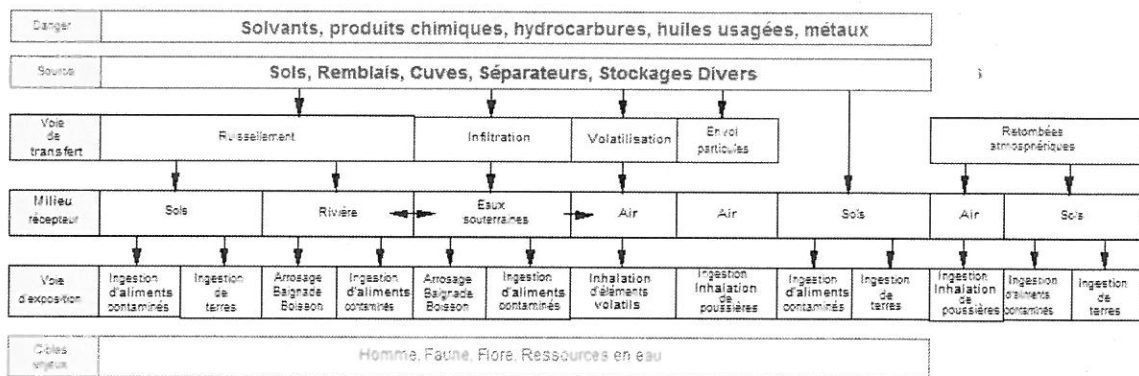 Danger
Solvants, produits chimiques, hydrocarbures, huiles usagées, métaux
Source
Sols, Remblais, Cuves, Séparateurs, Stockages Divers
s
Voie
de
transfert
Ruissellement
Infiltration
Volatilisation
Envol
particules
Retombées
atmosphériques
Milieu
récepteur
Sols
Rivière
Eaux
souterraines
Air
Air
Sols
Air
Sols
Voie
d'exposition
Ingestion
d'aliments
contaminés
Ingestion
de
terres
Arrosage
Baignade
Boisson
Ingestion
d'aliments
contaminés
Arrosage
Baignade
Boisson
Ingestion
d'aliments
contaminés
Inhalation
d'éléments
volatils
Ingestion
Inhalation
de
poussières
Ingestion
d'aliments
contaminés
Ingestion
de
terres
Ingestion
Inhalation
de
poussières
Ingestion
d'aliments
contaminés
Ingestion
de
terres
Cibles
enjeux
Homme, Faune, Flore, Ressources en eau